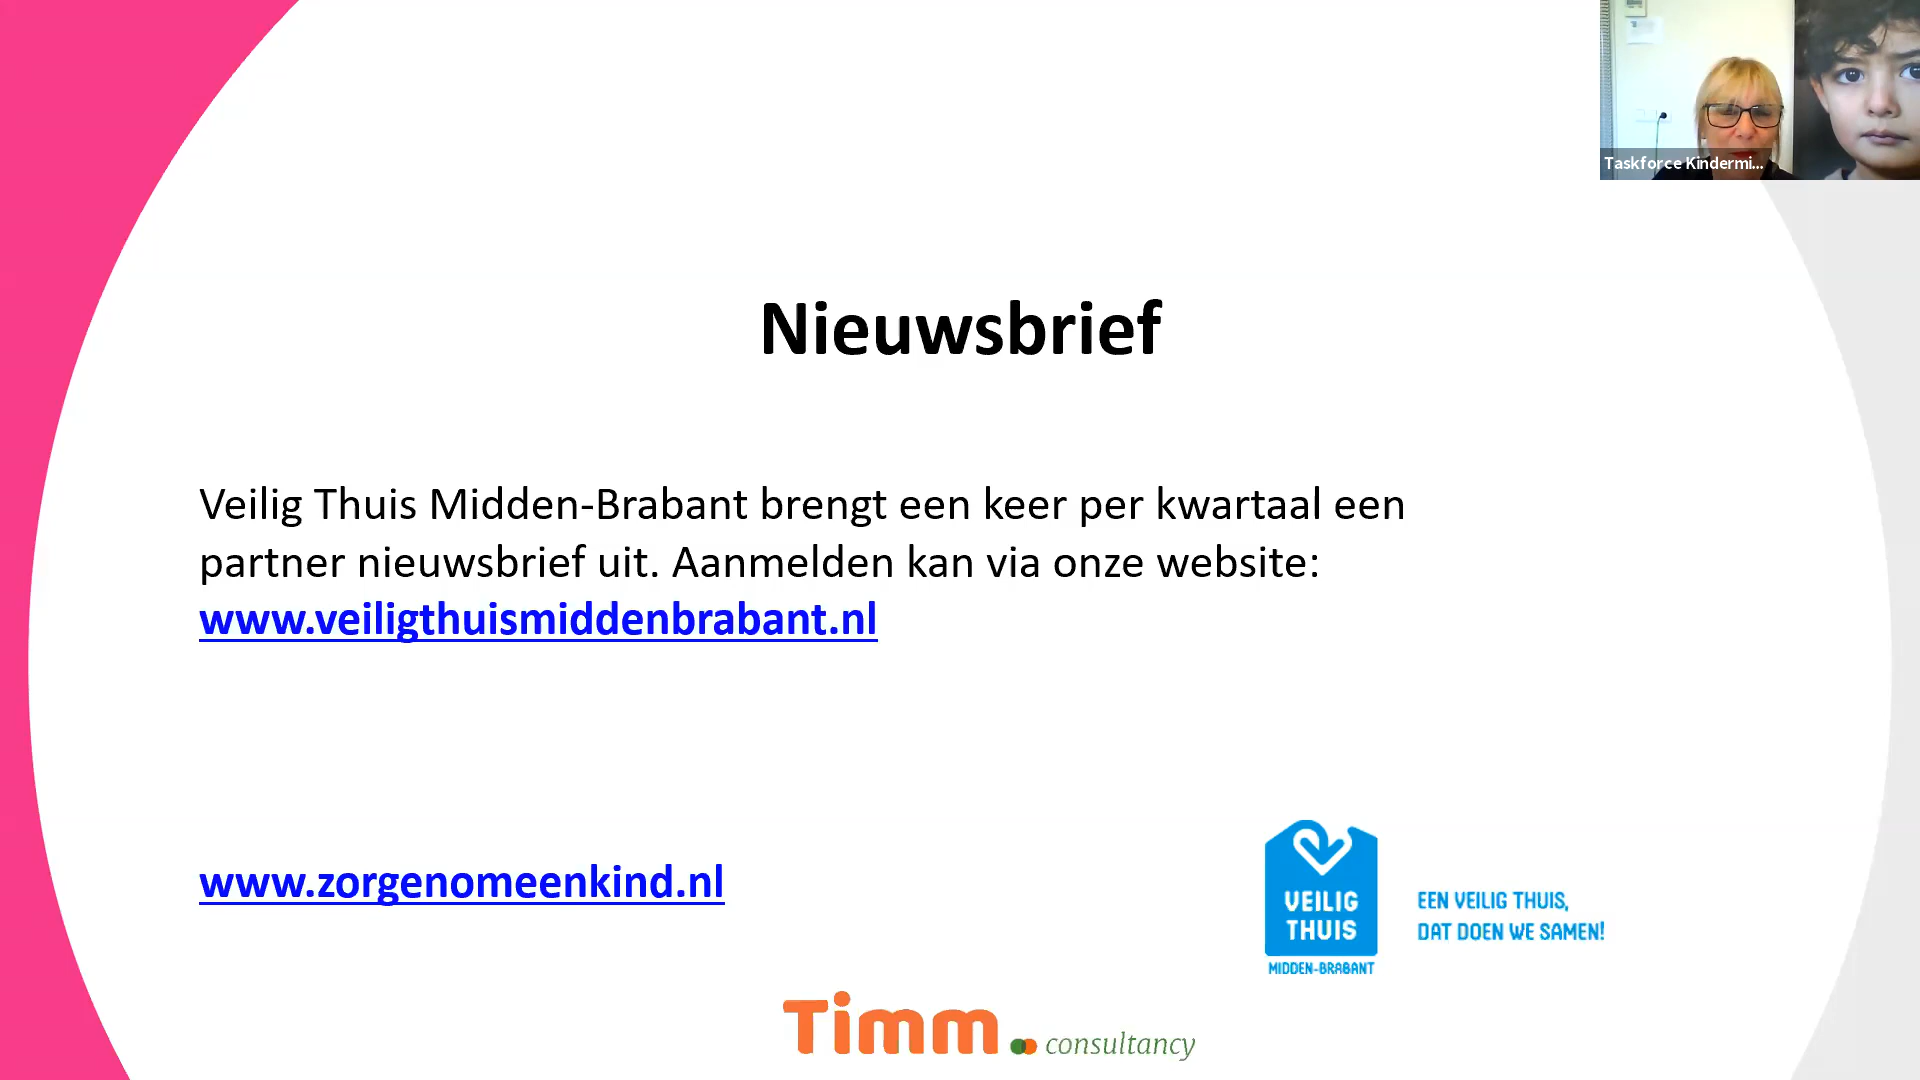 Taskforce Kindermi...
Nieuwsbrief
Veilig Thuis Midden-Brabant brengt een keer per kwartaal een
partner nieuwsbrief uit. Aanmelden kan via onze website:
www.veiligthuismiddenbrabant.nl
www.zorgenomeenkind.nl
VEILIG
THUIS
MIDDEN-BRABANT
EEN VEILIG THUIS,
DAT DOEN WE SAMEN!
Timm consultancy